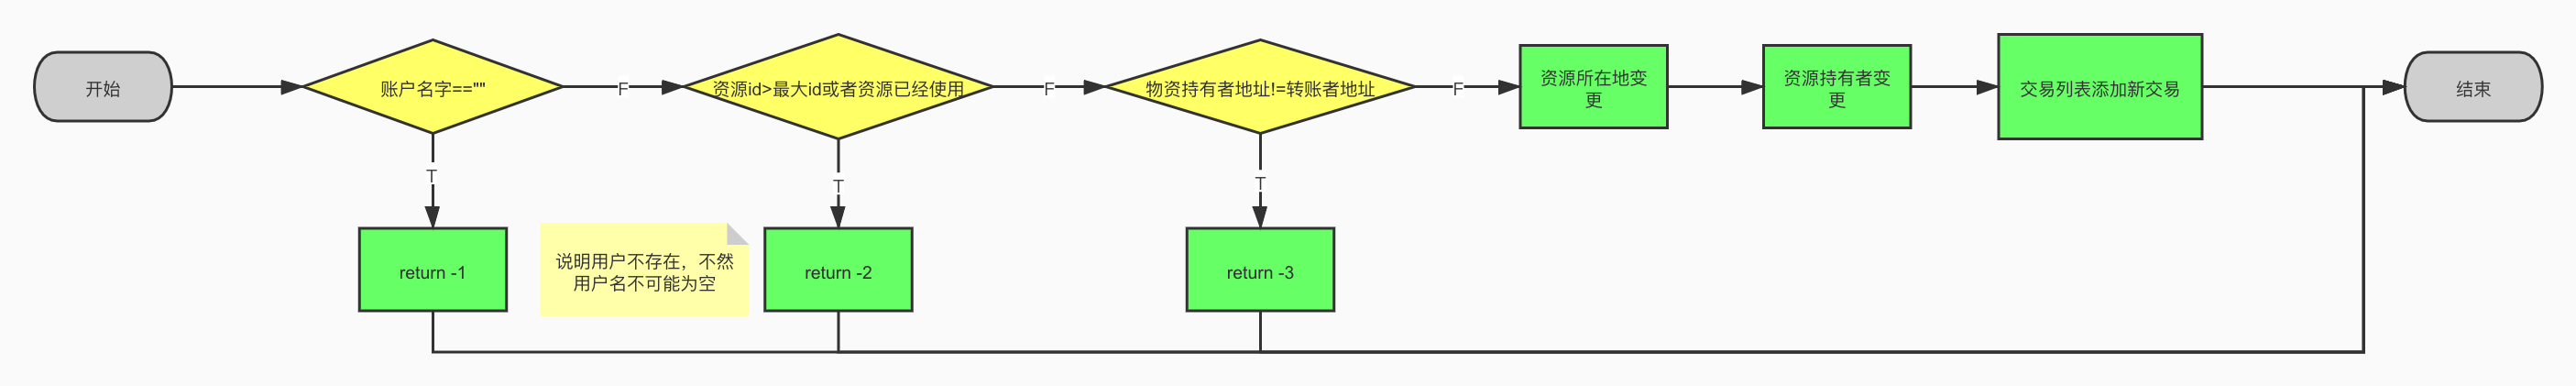 开始
账户名字==""
F
资源id>最大id或者资源已经使用
F
物资持有者地址!=转账者地址
F
资源所在地变
更
资源持有者变
更
交易列表添加新交易
结束
T
T
T
return -1
说明用户不存在，不然
用户名不可能为空
return -2
return -3